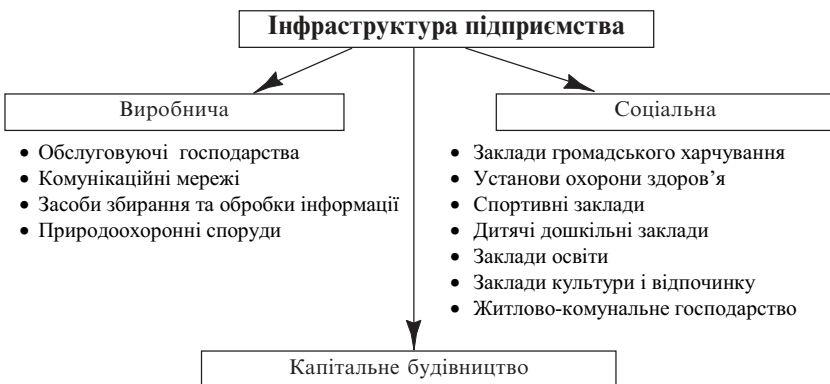 Інфраструктура підприємства
Виробнича
• Обслуговуючі господарства
• Комунікаційні мережі
• Засоби збирання та обробки інформації
• Природоохоронні споруди
Соціальна
• Заклади громадського харчування
• Установи охорони здоров’я
• Спортивні заклади
• Дитячі дошкільні заклади
• Заклади освіти
• Заклади культури і відпочинку
• Житлово-комунальне господарство
Капітальне будівництво